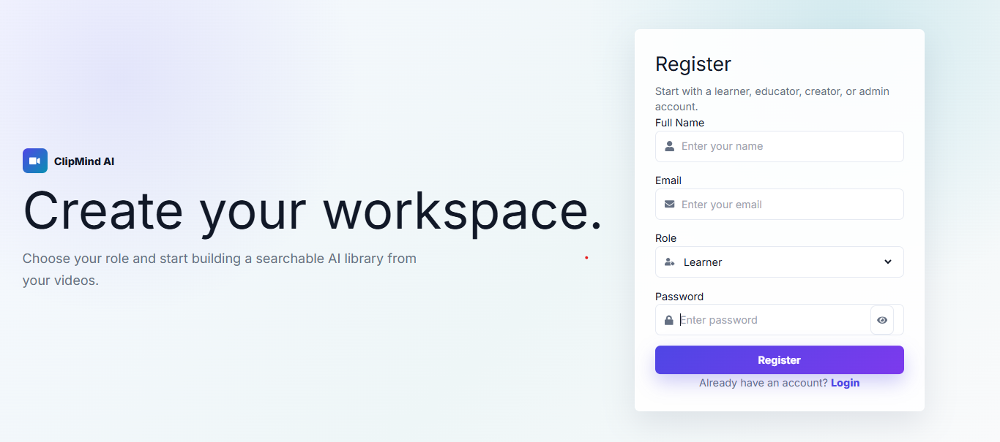 ClipMind AI
Create your workspace.
Choose your role and start building a searchable AI library from
your videos.
Register
Start with a learner, educator, creator, or admin
account.
Full Name
Enter your name
Email
Enter your email
Role
Learner
Password
Enter password
Register
Already have an account? Login